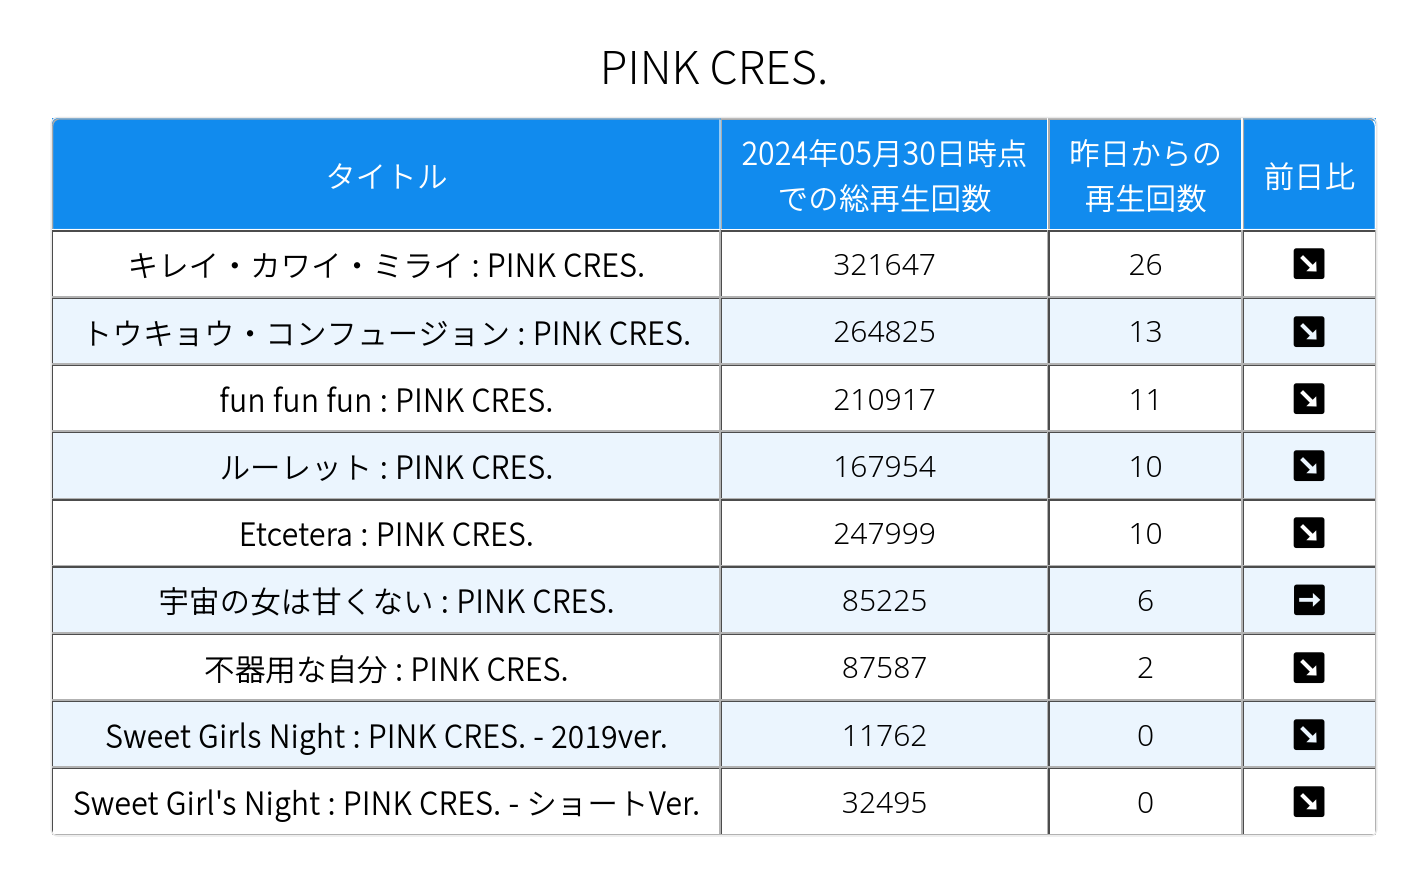 PINK CRES.
タイトル
2024年05月30日時点
での総再生回数
昨日からの
再生回数
前日比
キレイ・カワイ・ミライ : PINK CRES. 321647 26
トウキョウ・コンフュージョン : PINK CRES. 264825 13
fun fun fun : PINK CRES. 210917 11
ルーレット : PINK CRES. 167954 10
Etcetera : PINK CRES. 247999 10
宇宙の女は甘くない : PINK CRES. 85225 6
不器用な自分 : PINK CRES. 87587 2
Sweet Girls Night : PINK CRES. - 2019ver. 11762 0
Sweet Girl's Night : PINK CRES. - ショートVer. 32495 0